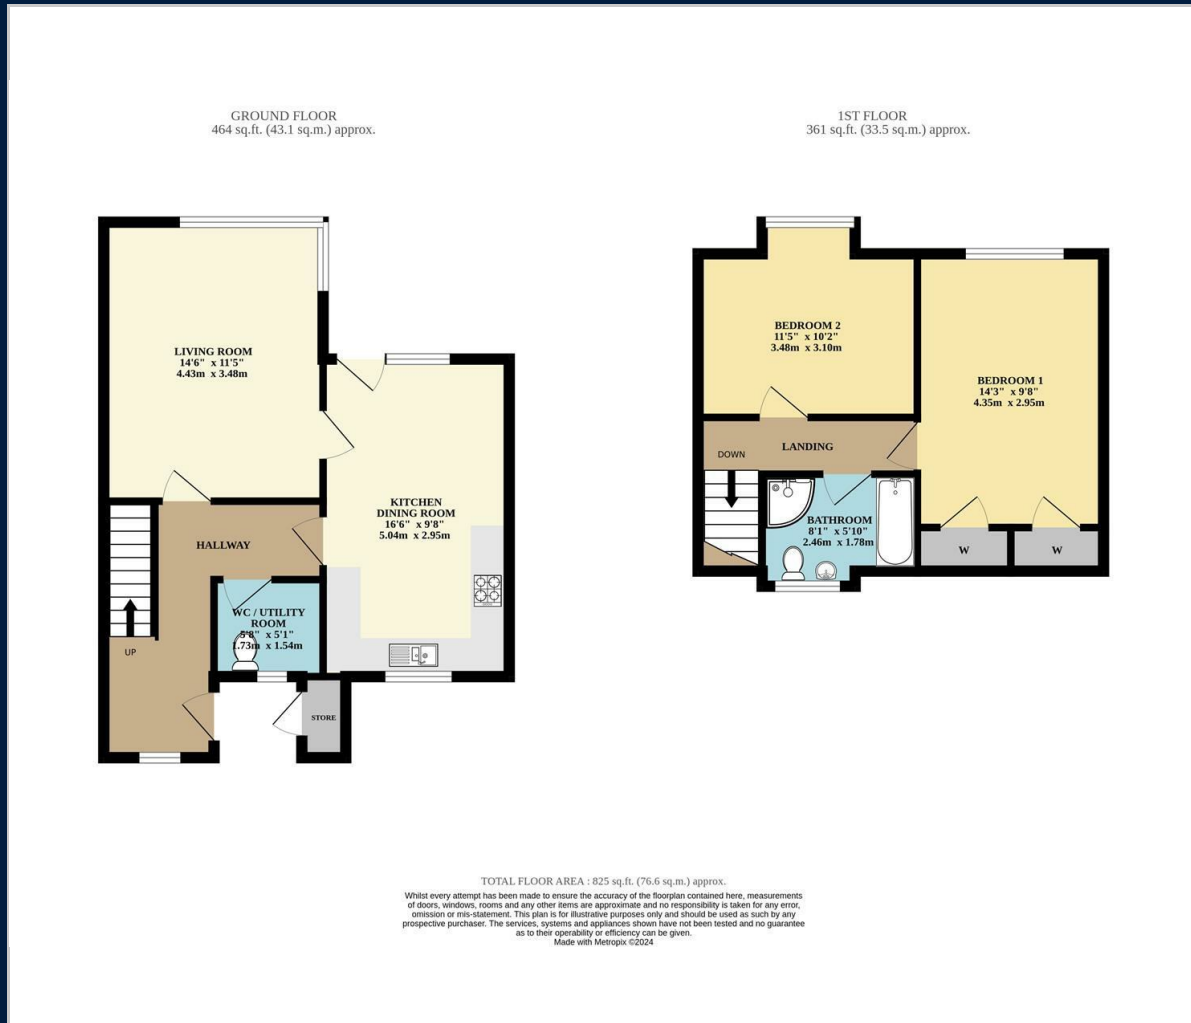 GROUND FLOOR
464 sq.ft. (43.1 sq.m.) approx.
1ST FLOOR
361 sq.ft. (33.5 sq.m.) approx.
LIVING ROOM
14'6" x 11'5"
4.43m x 3.48m
KITCHEN
DINING ROOM
16'6" x 9'8"
5.04m x 2.95m
HALLWAY
WC / UTILITY
ROOM
5'8" x 5'1"
1.73m x 1.54m
UP
STORE
BEDROOM 2
11'5" x 10'2"
3.48m x 3.10m
BEDROOM 1
14'3" x 9'8"
4.35m x 2.95m
LANDING
DOWN
BATHROOM
8'1" x 5'10"
2.46m x 1.78m
W
W
TOTAL FLOOR AREA : 825 sq.ft. (76.6 sq.m.) approx.
Whilst every attempt has been made to ensure the accuracy of the floorplan contained here, measurements
of doors, windows, rooms and any other items are approximate and no responsibility is taken for any error,
omission or mis-statement. This plan is for illustrative purposes only and should be used as such by any
prospective purchaser. The services, systems and appliances shown have not been tested and no guarantee
as to their operability or efficiency can be given.
Made with Metropix ©2024